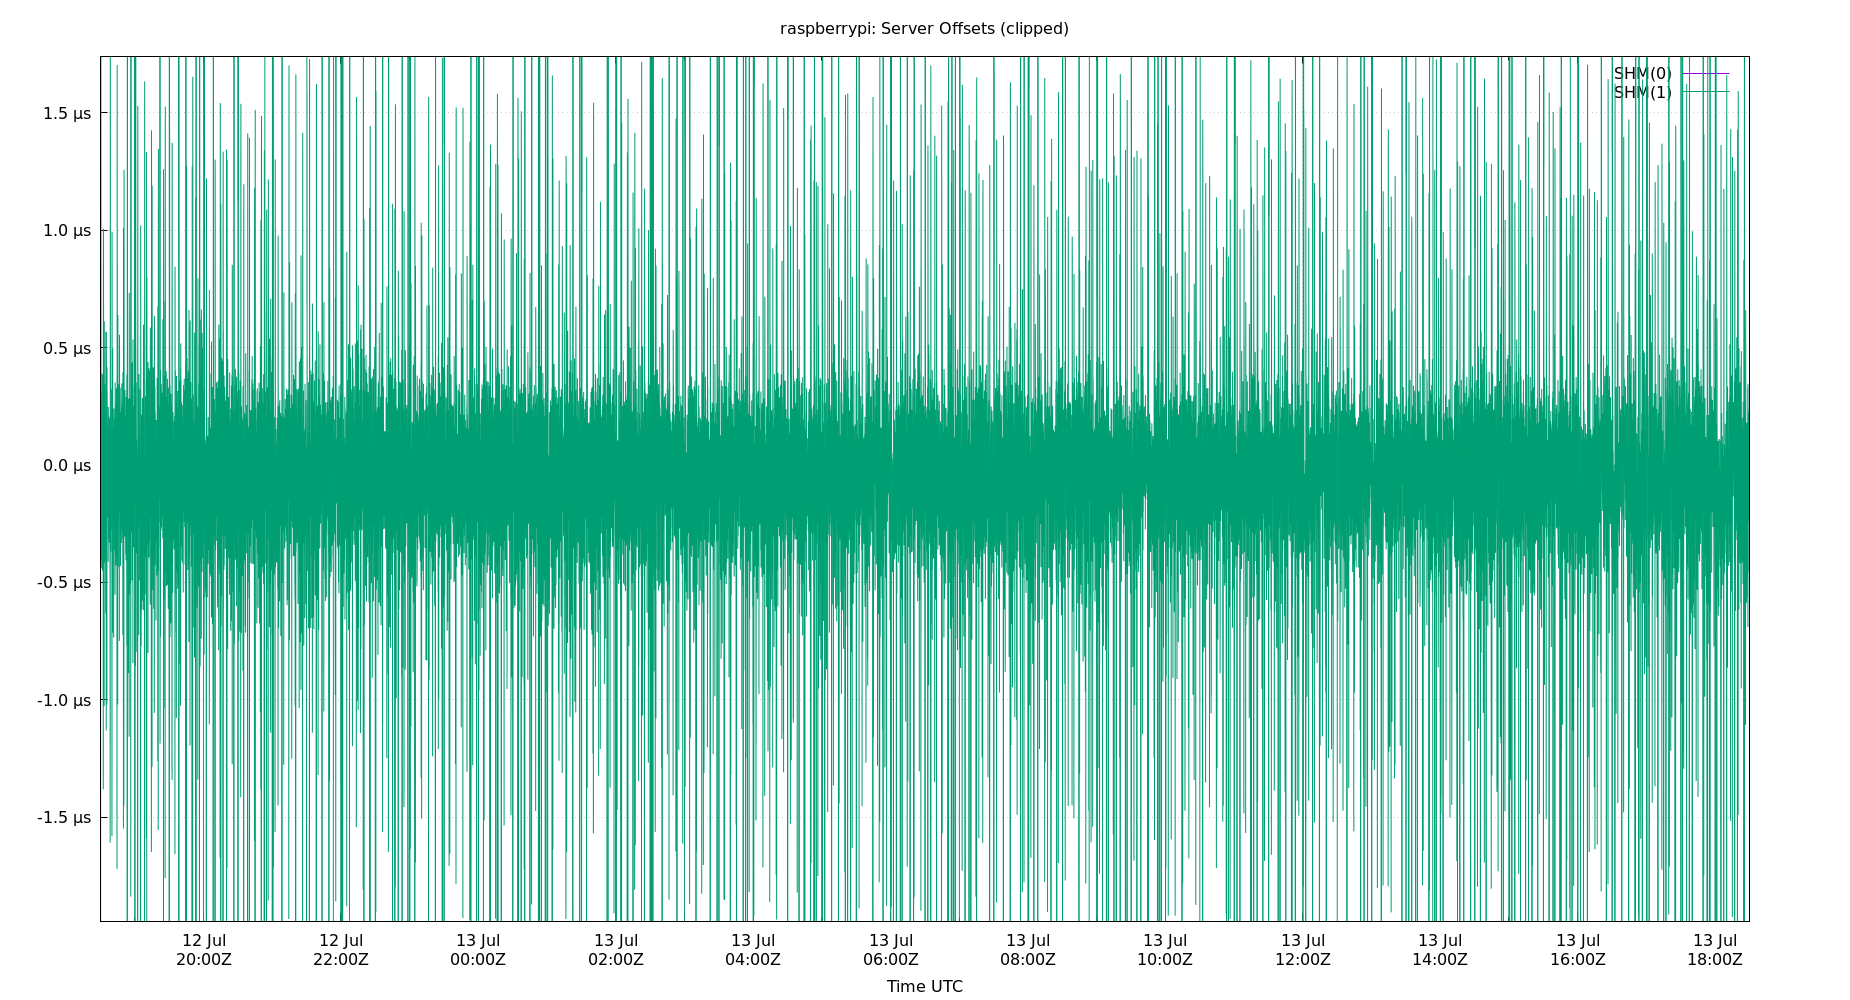 raspberrypi: Server Offsets (clipped)
SHM(0)
SHM(1)
1.5 µs
1.0 µs
0.5 µs
0.0 µs
-0.5 µs
-1.0 µs
-1.5 µs
12 Jul 12 Jul 13 Jul 13 Jul 13 Jul 13 Jul 13 Jul 13 Jul 13 Jul 13 Jul 13 Jul 13 Jul
20:00Z 22:00Z 00:00Z 02:00Z 04:00Z 06:00Z 08:00Z 10:00Z 12:00Z 14:00Z 16:00Z 18:00Z
Time UTC